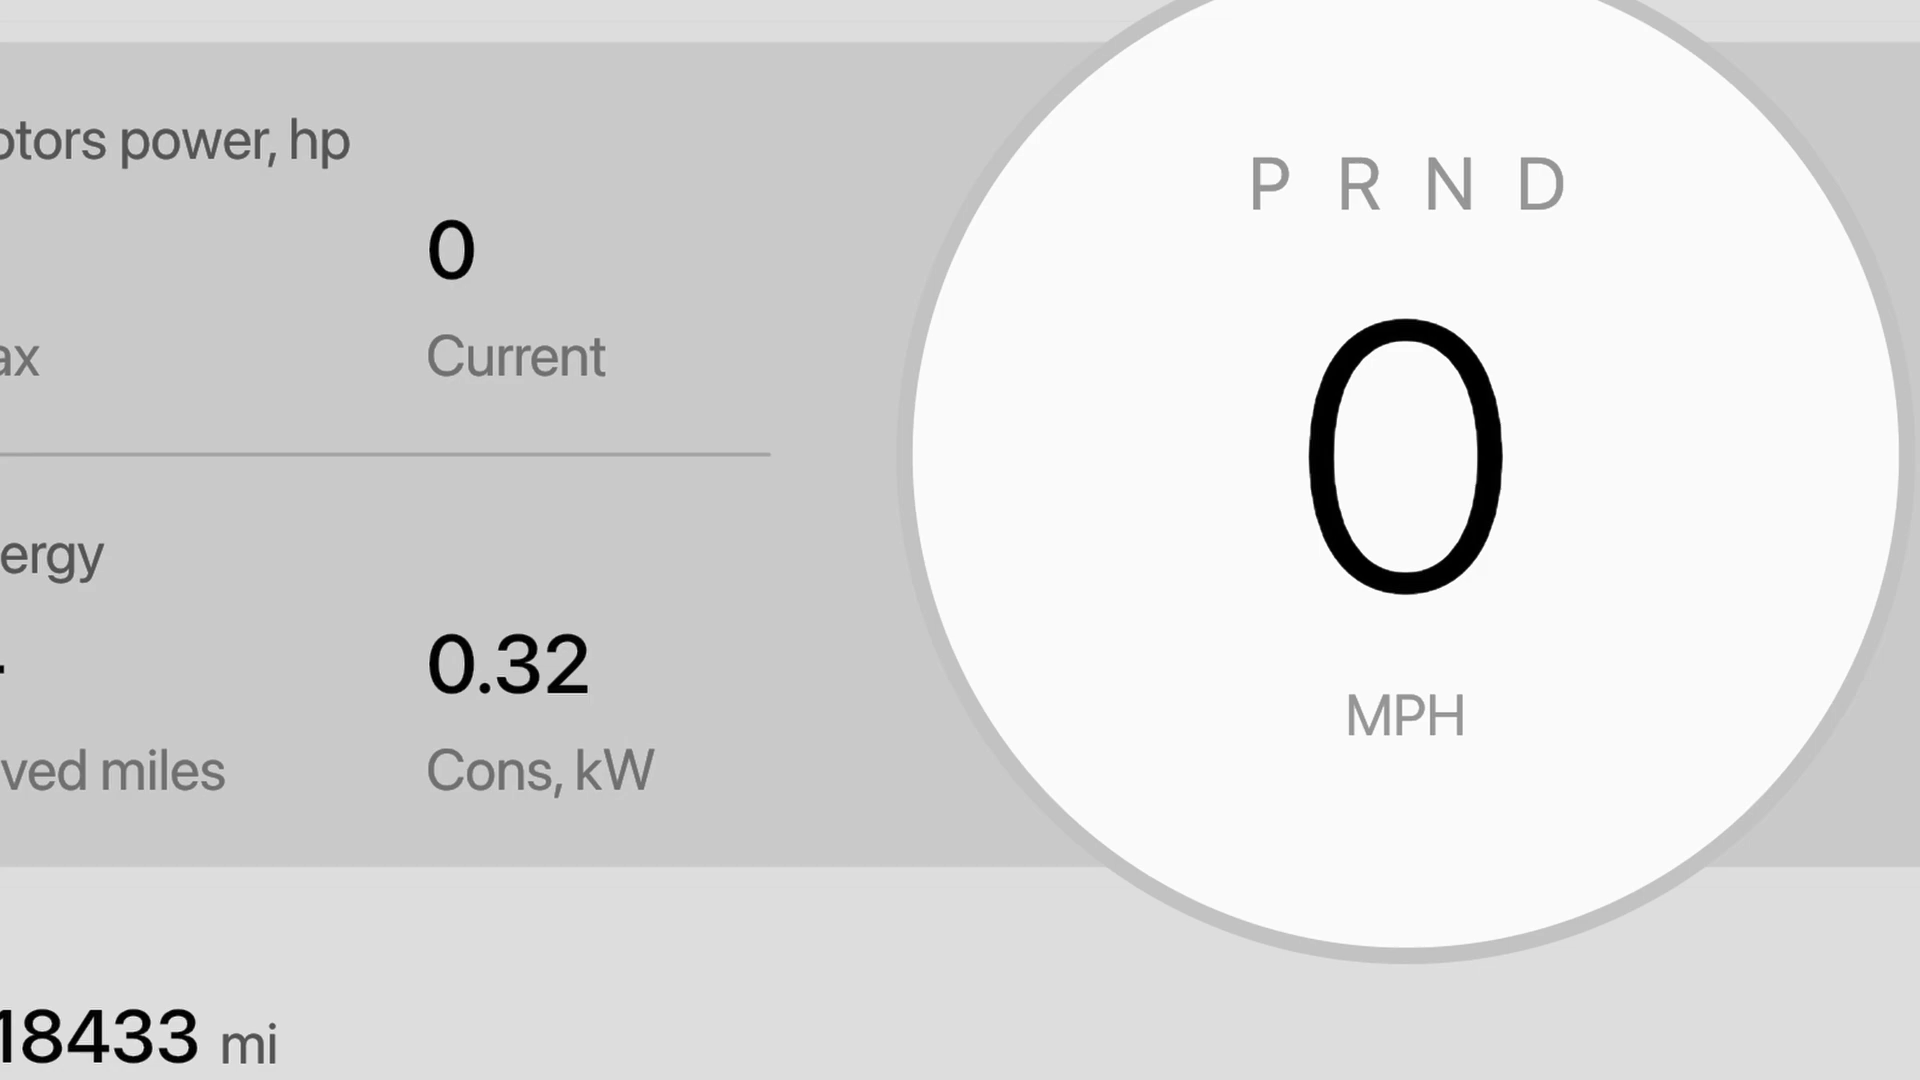 otors power, hp
0
ax
Current
ergy
0.32
ved miles
Cons, kW
18433 mi
P R N D
0
MPH